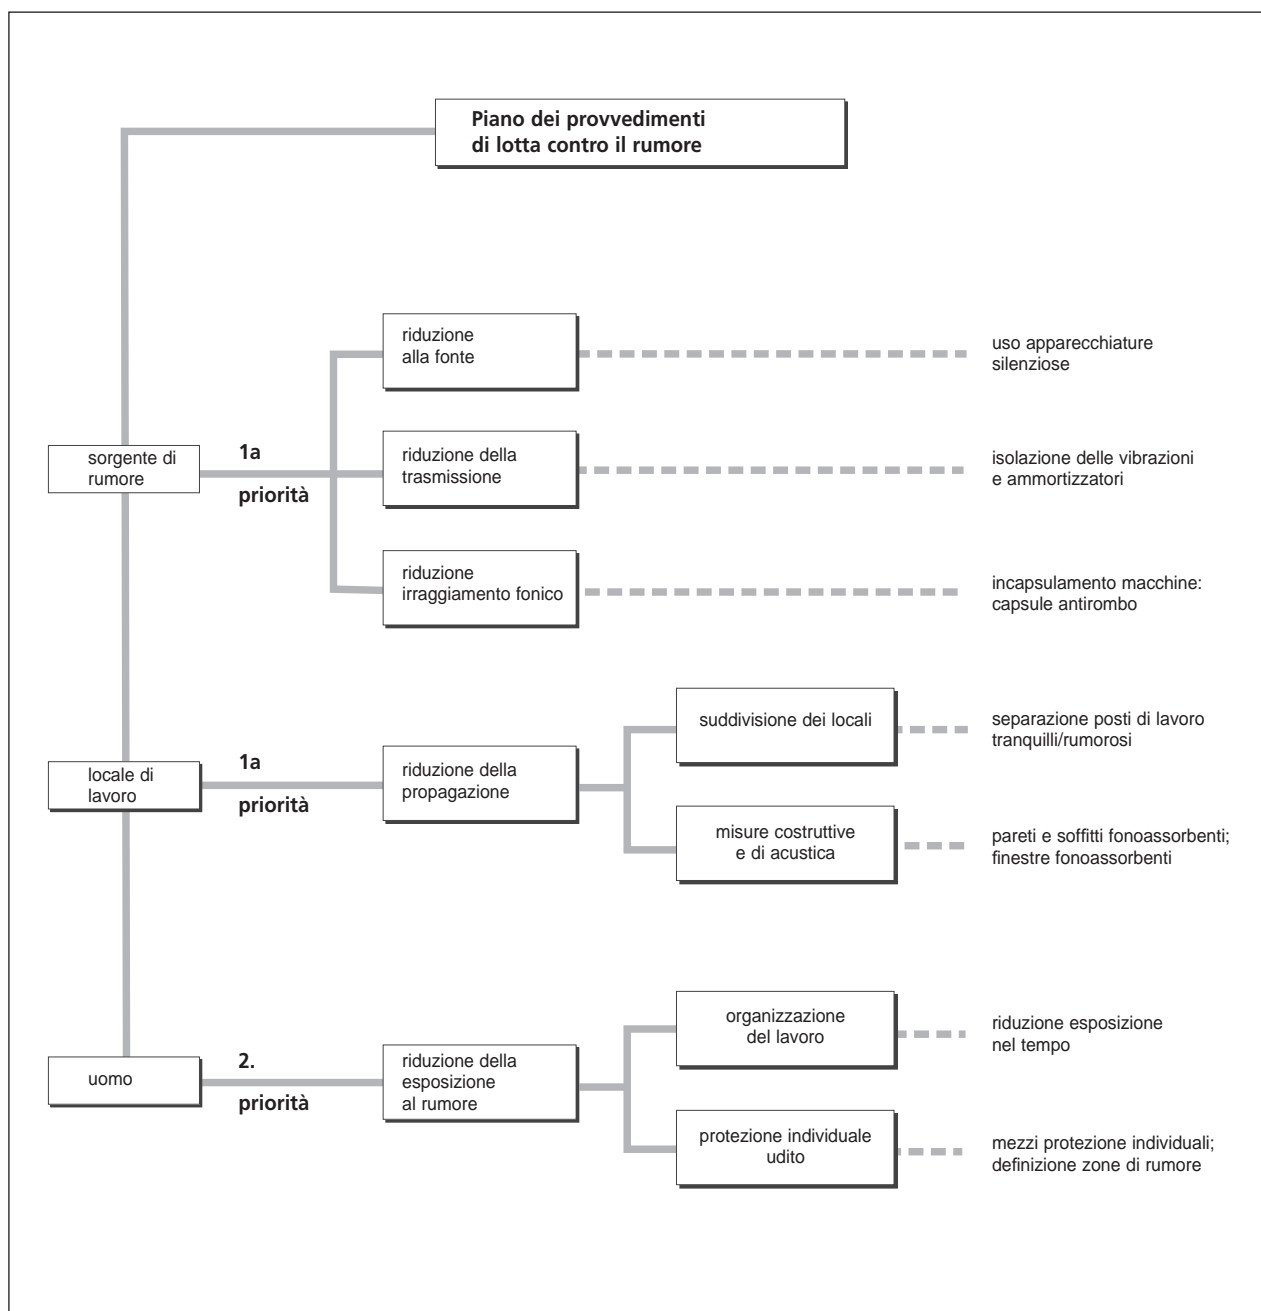 Piano dei provvedimenti
di lotta contro il rumore
sorgente di
rumore
1a
priorità
riduzione
alla fonte
uso apparecchiature
silenziose
riduzione della
trasmissione
isolazione delle vibrazioni
e ammortizzatori
riduzione
irraggiamento fonico
incapsulamento macchine:
capsule antirombo
locale di
lavoro
1a
priorità
riduzione della
propagazione
suddivisione dei locali
separazione posti di lavoro
tranquilli/rumorosi
misure costruttive
e di acustica
pareti e soffitti fonoassorbenti;
finestre fonoassorbenti
uomo
2.
priorità
riduzione della
esposizione
al rumore
organizzazione
del lavoro
riduzione esposizione
nel tempo
protezione individuale
udito
mezzi protezione individuali;
definizione zone di rumore